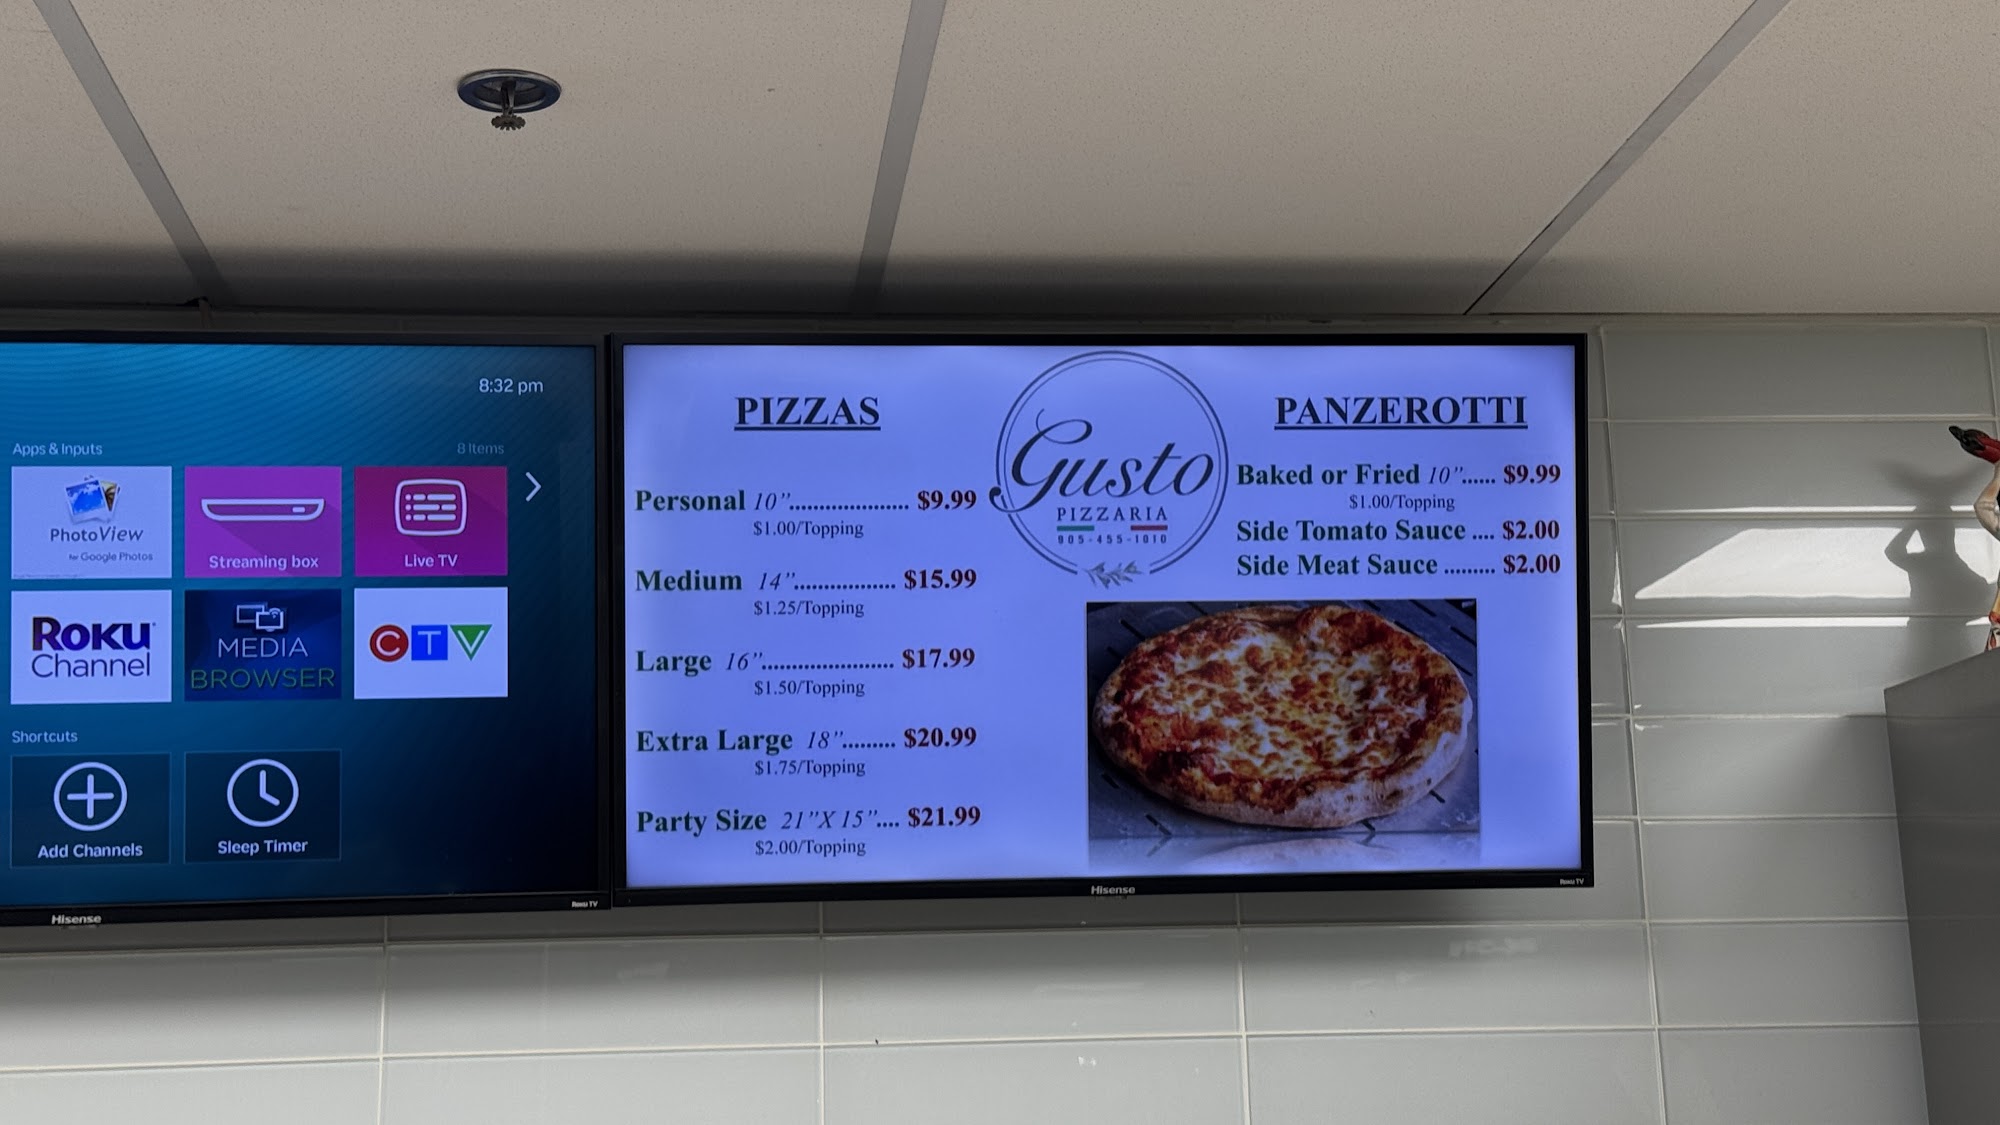 8:32 pm
Apps & Inputs
8 Items
PhotoView
for Google Photos
Streaming box
Live TV
ROKU
Channel
MEDIA
BROWSER
CTV
Shortcuts
Add Channels
Sleep Timer
Hisense
Roku TV
PIZZAS
Personal 10"..................... $9.99
$1.00/Topping
Medium 14".................. $15.99
$1.25/Topping
Large 16"....................... $17.99
$1.50/Topping
Extra Large 18"......... $20.99
$1.75/Topping
Party Size 21"X 15".... $21.99
$2.00/Topping
Gusto
PIZZARIA
905-455-1010
PANZEROTTI
Baked or Fried 10"...... $9.99
$1.00/Topping
Side Tomato Sauce .... $2.00
Side Meat Sauce ......... $2.00
Hisense
Roku TV